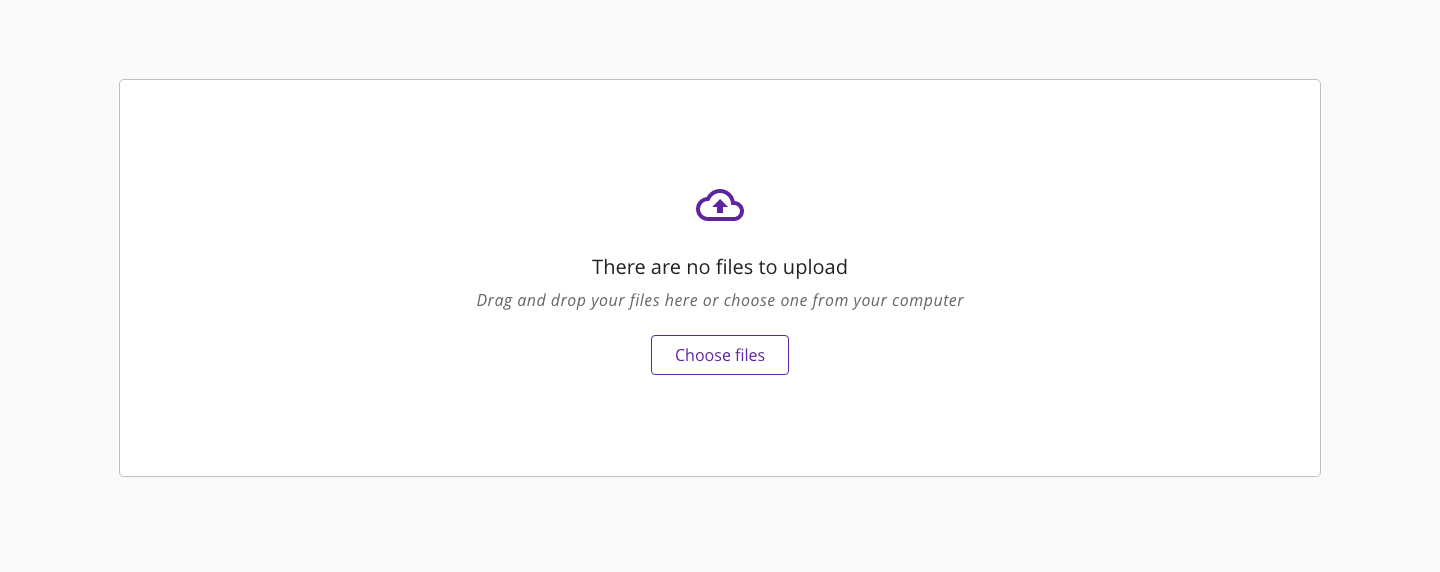 There are no files to upload
Drag and drop your files here or choose one from your computer
Choose files